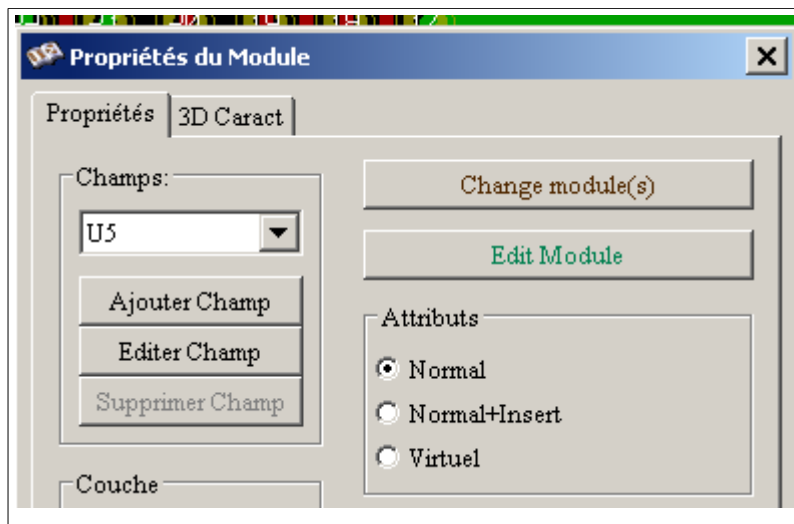 Propriétés du Module
Propriétés
3D Caract
Champs:
U5
Ajouter Champ
Editer Champ
Supprimer Champ
Couche
Change module(s)
Edit Module
Attributs
Normal
Normal+Insert
Virtuel